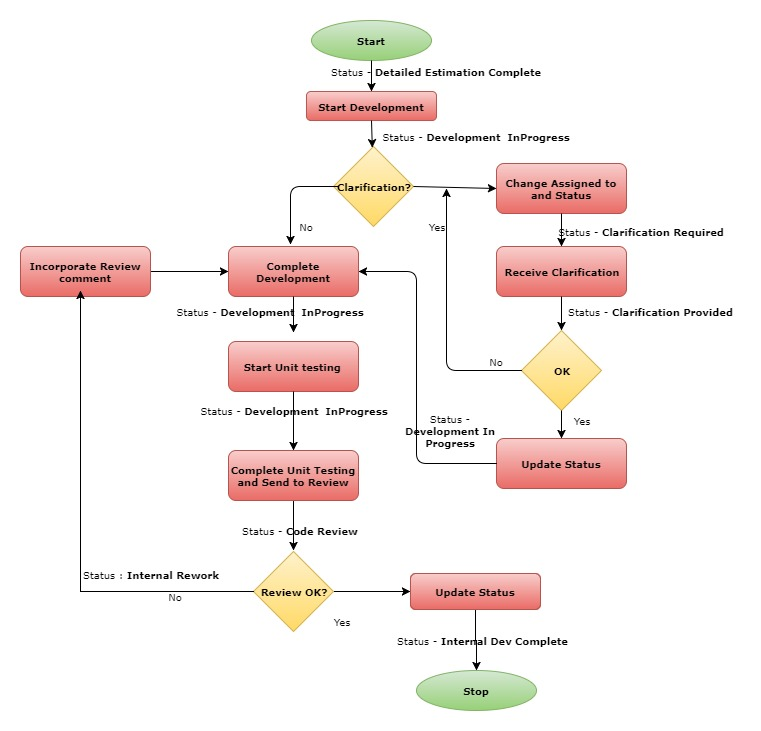 Start
Status - Detailed Estimation Complete
Start Development
Status - Development InProgress
Clarification?
Change Assigned to
and Status
No
Yes
Status - Clarification Required
Incorporate Review
comment
Complete
Development
Receive Clarification
Status - Development InProgress
Status - Clarification Provided
Start Unit testing
No
OK
Status - Development InProgress
Yes
Status -
Development In
Progress
Complete Unit Testing
and Send to Review
Update Status
Status - Code Review
Status : Internal Rework
No
Review OK?
Update Status
Yes
Status - Internal Dev Complete
Stop